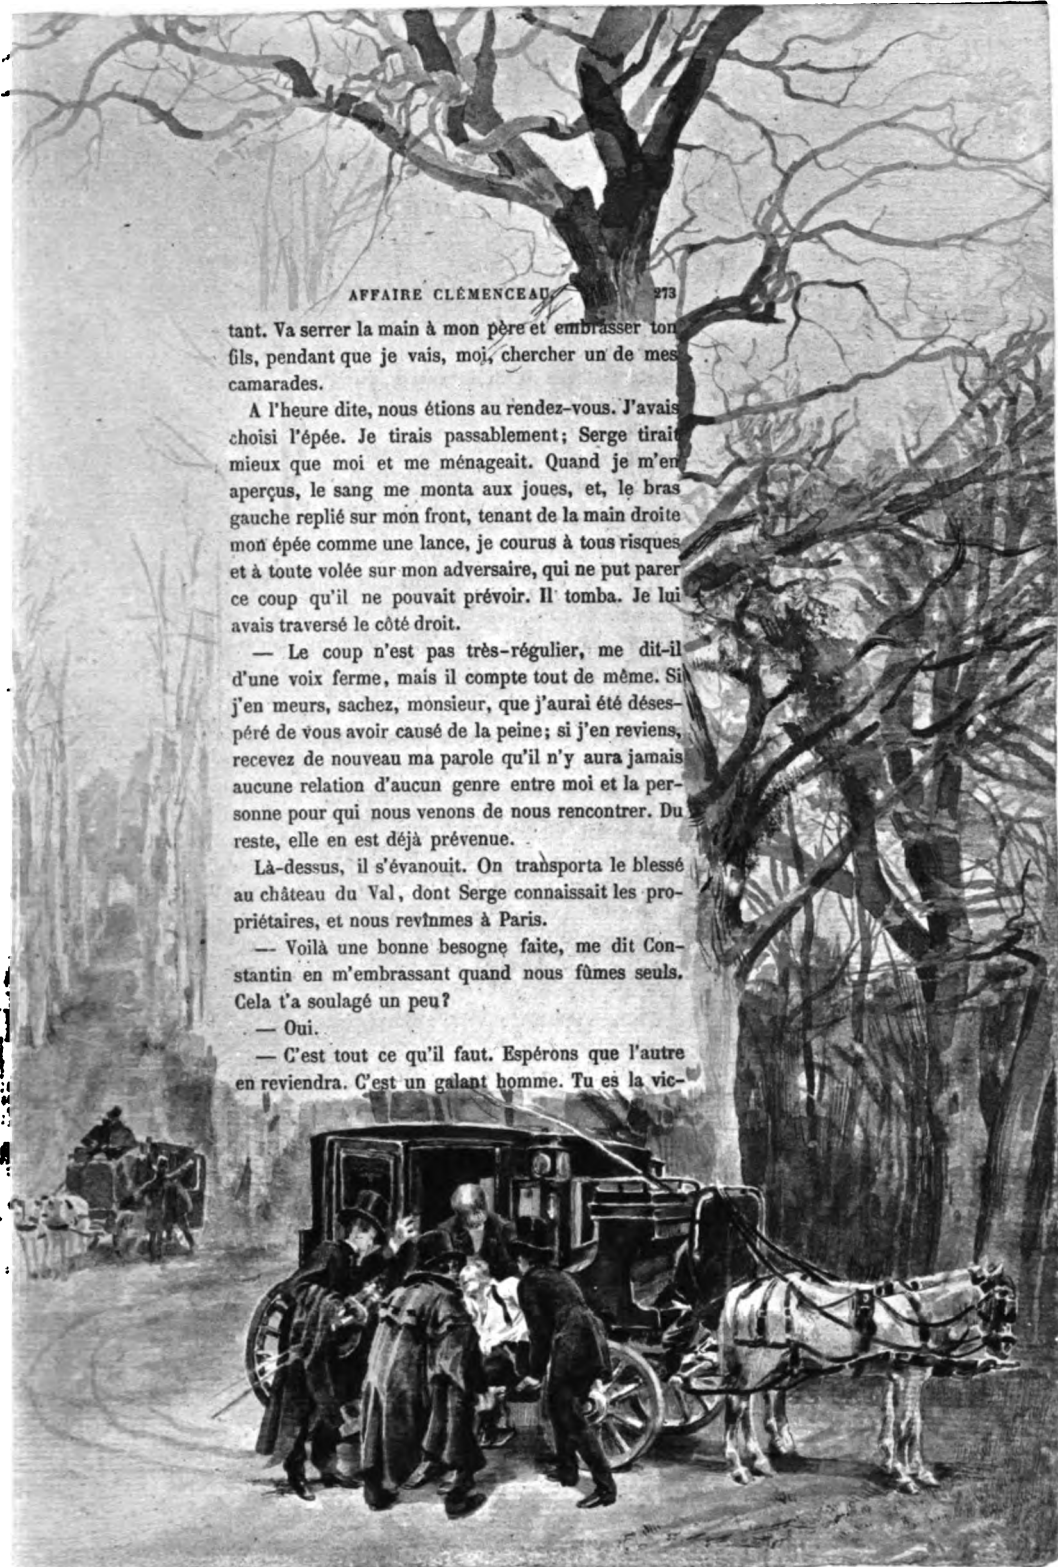 AFFAIRE CLÉMENCEAU 273
tant. Va serrer la main à mon père et embrasser ton
fils, pendant que je vais, moi, chercher un de mes
camarades.
A l'heure dite, nous étions au rendez-vous. J'avais
choisi l'épée. Je tirais passablement; Serge tirait
mieux que moi et me ménageait. Quand je m'en
aperçus, le sang me monta aux joues, et, le bras
gauche replié sur mon front, tenant de la main droite
mon épée comme une lance, je courus à tous risques
et à toute volée sur mon adversaire, qui ne put parer
ce coup qu'il ne pouvait prévoir. Il tomba. Je lui
avais traversé le côté droit.
— Le coup n'est pas très-régulier, me dit-il
d'une voix ferme, mais il compte tout de même. Si
j'en meurs, sachez, monsieur, que j'aurai été déses-
péré de vous avoir causé de la peine; si j'en reviens,
recevez de nouveau ma parole qu'il n'y aura jamais
aucune relation d'aucun genre entre moi et la per-
sonne pour qui nous venons de nous rencontrer. Du
reste, elle en est déjà prévenue.
Là-dessus, il s'évanouit. On transporta le blessé
au château du Val, dont Serge connaissait les pro-
priétaires, et nous revînmes à Paris.
— Voilà une bonne besogne faite, me dit Con-
stantin en m'embrassant quand nous fûmes seuls.
Cela t'a soulagé un peu?
— Oui.
— C'est tout ce qu'il faut. Espérons que l'autre
en reviendra. C'est un galant homme. Tu es la vic-